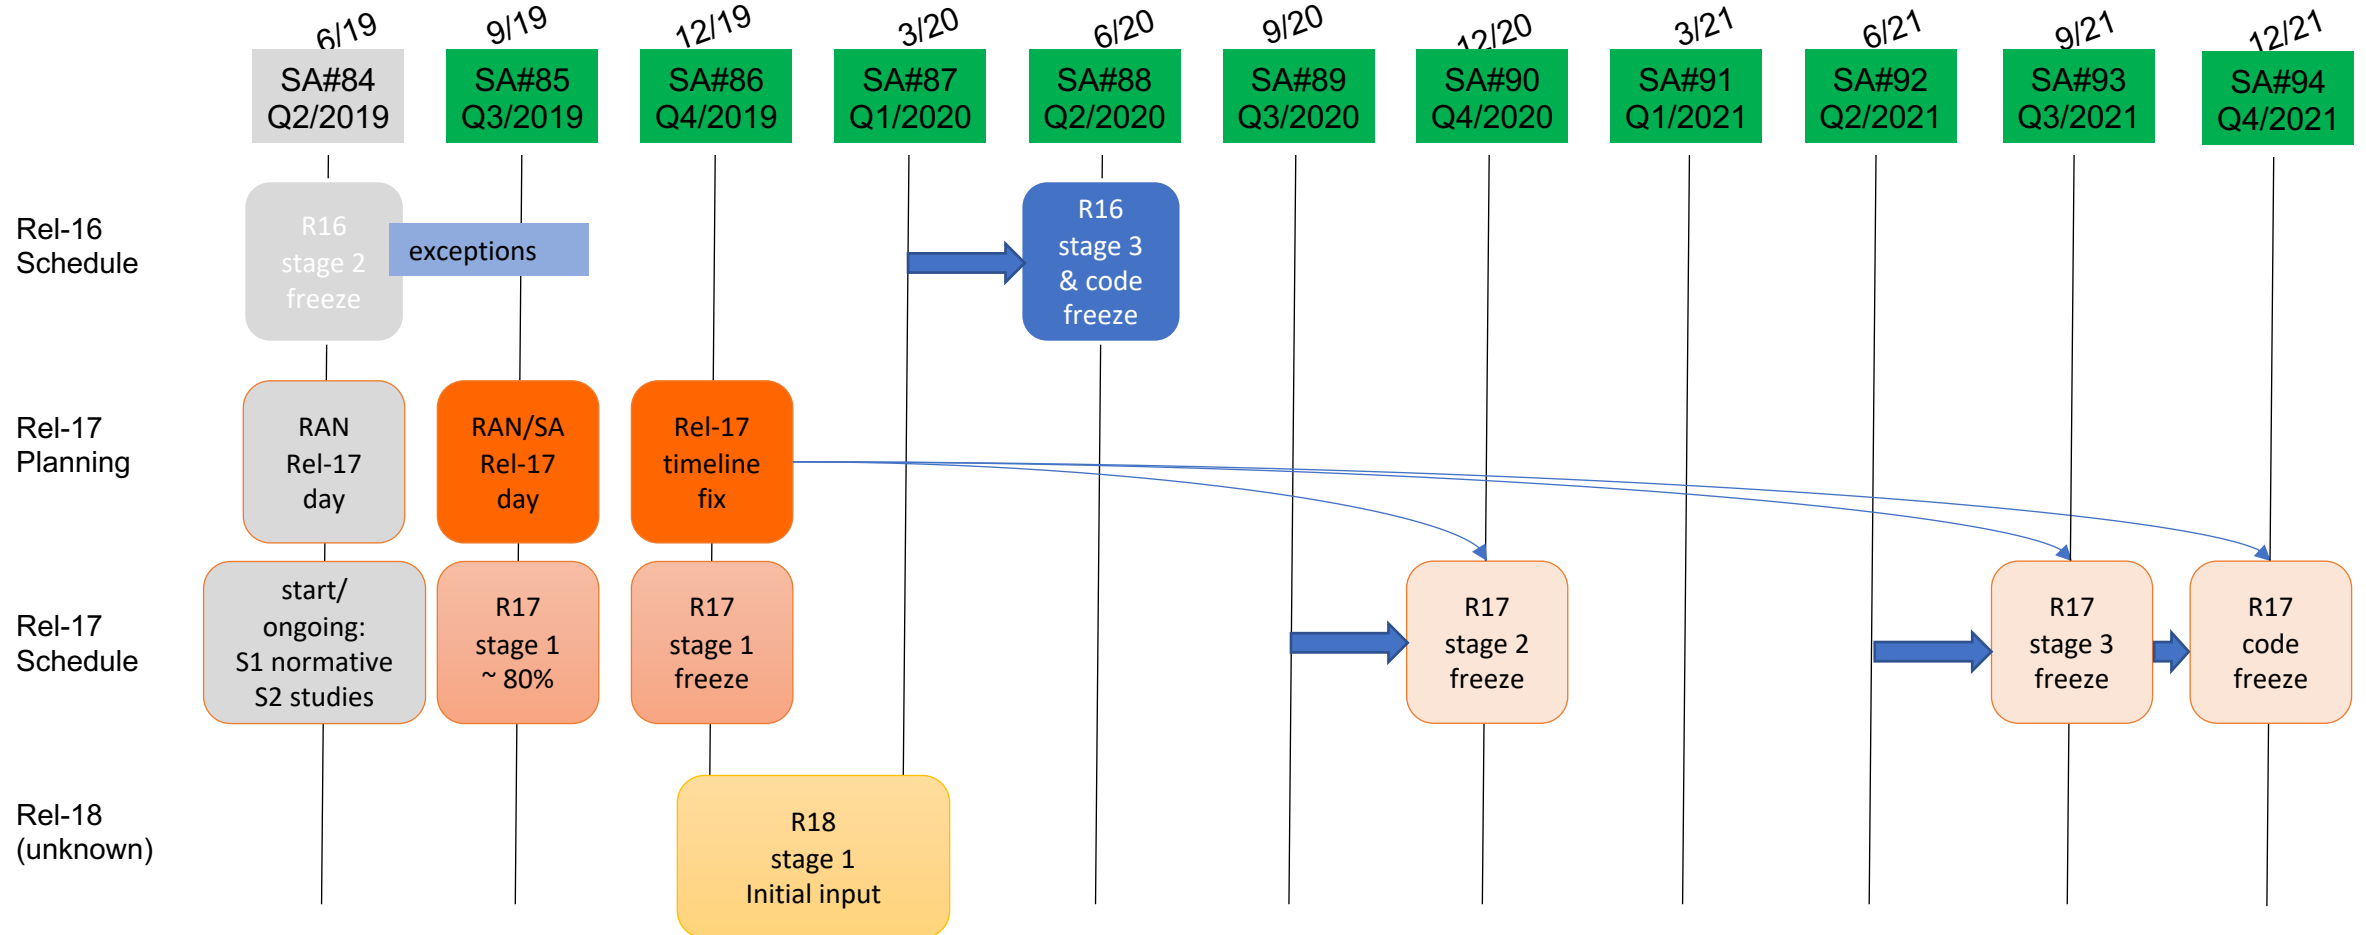 6/19
9/19
12/19
3/20
6/20
9/20
12/20
3/21
6/21
9/21
12/21
SA#84
Q2/2019
SA#85
Q3/2019
SA#86
Q4/2019
SA#87
Q1/2020
SA#88
Q2/2020
SA#89
Q3/2020
SA#90
Q4/2020
SA#91
Q1/2021
SA#92
Q2/2021
SA#93
Q3/2021
SA#94
Q4/2021
Rel-16
Schedule
R16
stage 2
freeze
exceptions
R16
stage 3
& code
freeze
Rel-17
Planning
RAN
Rel-17
day
RAN/SA
Rel-17
day
Rel-17
timeline
fix
Rel-17
Schedule
start/
ongoing:
S1 normative
S2 studies
R17
stage 1
~ 80%
R17
stage 1
freeze
R17
stage 2
freeze
R17
stage 3
freeze
R17
code
freeze
Rel-18
(unknown)
R18
stage 1
Initial input